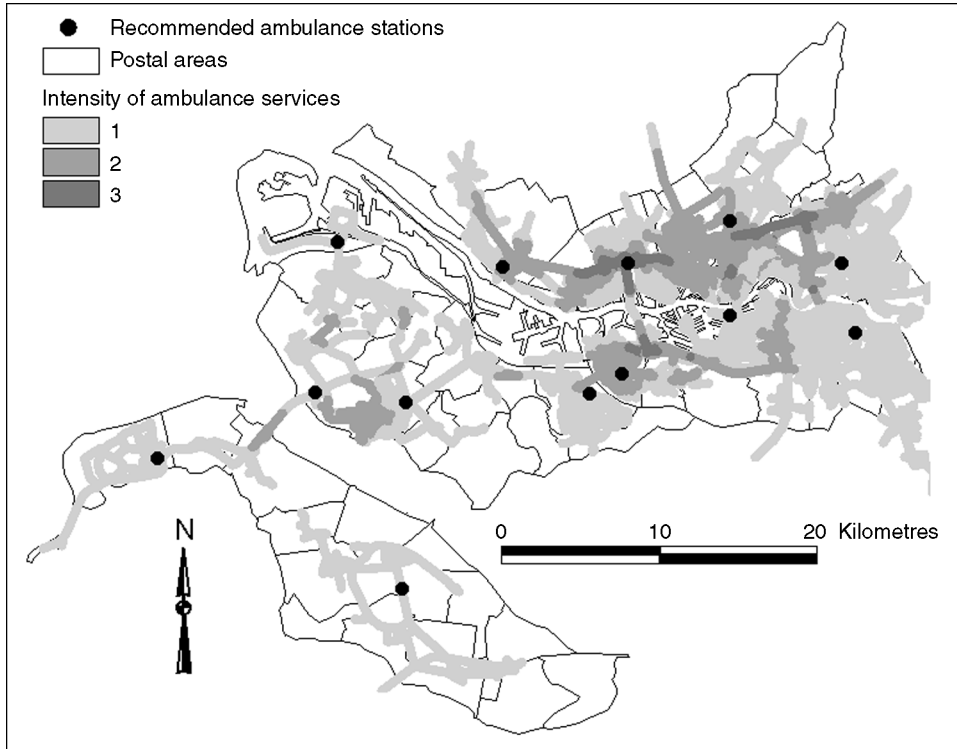 Recommended ambulance stations
Postal areas
Intensity of ambulance services
1
2
3
N
0 10 20 Kilometres